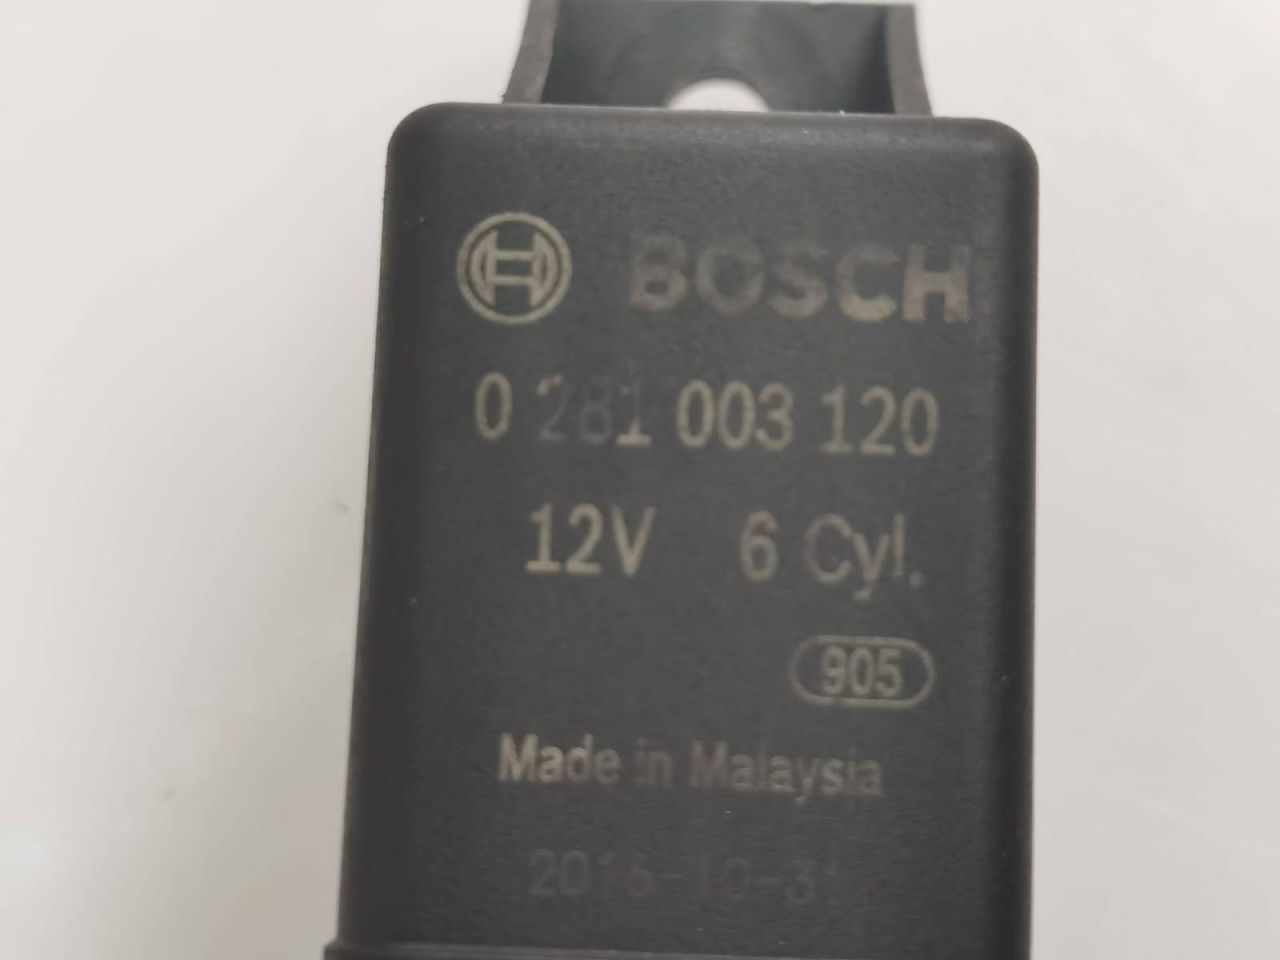 BOSCH
0 281 003 120
12V 6 Cyl.
905
Made in Malaysia